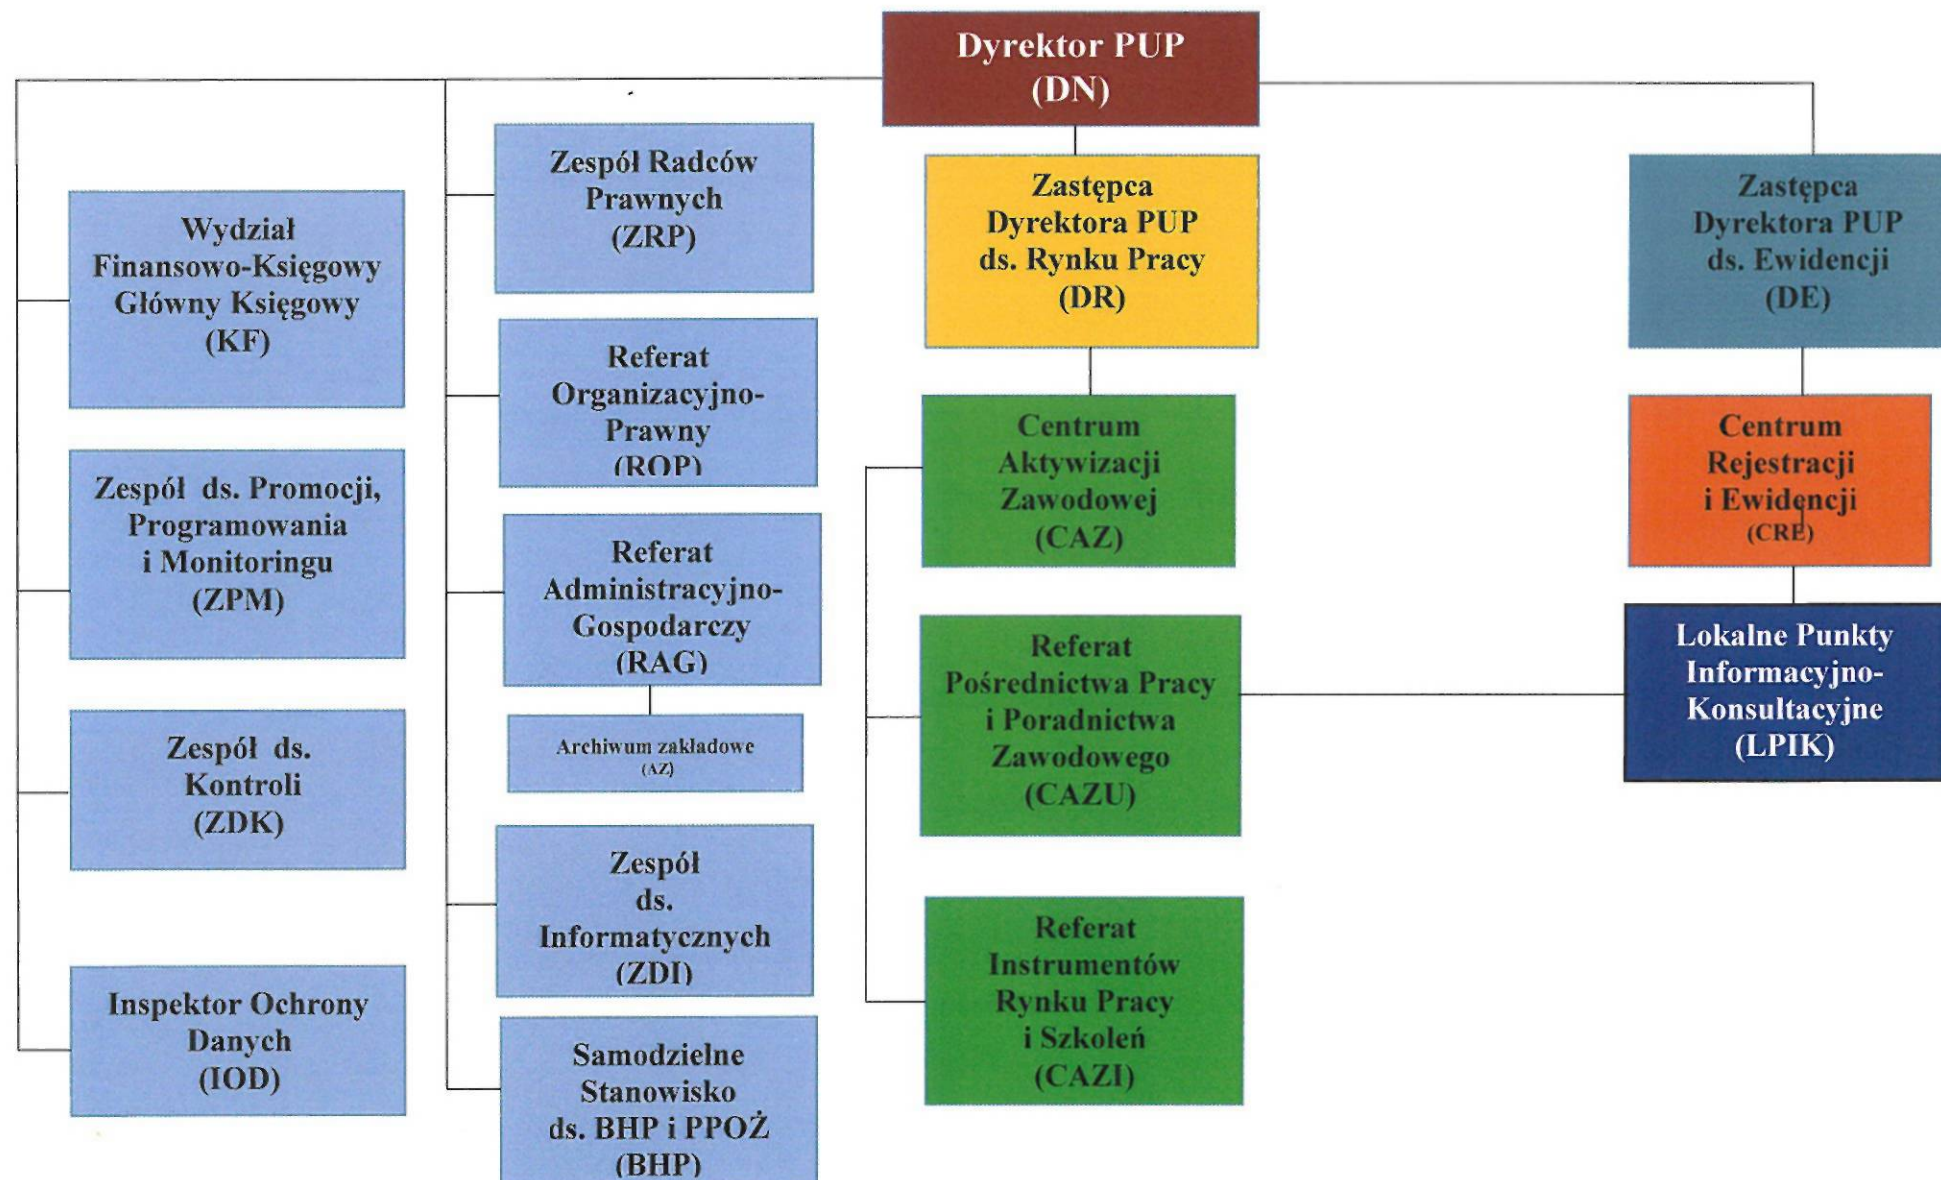 Dyrektor PUP
(DN)
Wydział
Finansowo-Księgowy
Główny Księgowy
(KF)
Zespół ds. Promocji,
Programowania
i Monitoringu
(ZPM)
Zespół ds.
Kontroli
(ZDK)
Inspektor Ochrony
Danych
(IOD)
Zespół Radców
Prawnych
(ZRP)
Referat
Organizacyjno-
Prawny
(ROP)
Referat
Administracyjno-
Gospodarczy
(RAG)
Archiwum zakładowe
(AZ)
Zespół
ds.
Informatycznych
(ZDI)
Samodzielne
Stanowisko
ds. BHP i PPOŻ
(BHP)
Zastępca
Dyrektora PUP
ds. Rynku Pracy
(DR)
Centrum
Aktywizacji
Zawodowej
(CAZ)
Referat
Pośrednictwa Pracy
i Poradnictwa
Zawodowego
(CAZU)
Referat
Instrumentów
Rynku Pracy
i Szkoleń
(CAZI)
Zastępca
Dyrektora PUP
ds. Ewidencji
(DE)
Centrum
Rejestracji
i Ewidencji
(CRE)
Lokalne Punkty
Informacyjno-
Konsultacyjne
(LPIK)